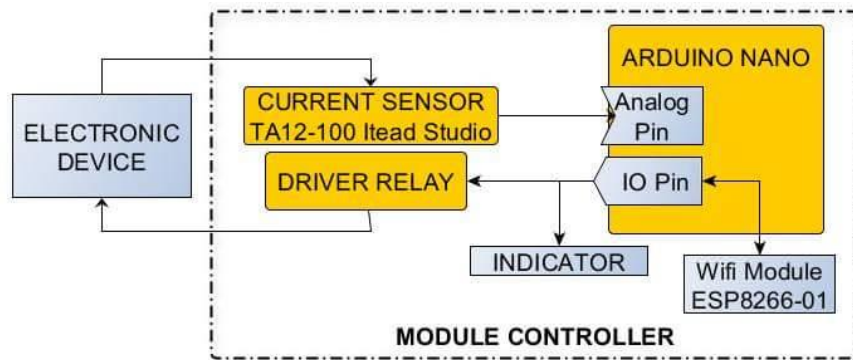 ARDUINO NANO
ELECTRONIC
DEVICE
CURRENT SENSOR
TA12-100 Itead Studio
Analog
Pin
DRIVER RELAY
IO Pin
INDICATOR
Wifi Module
ESP8266-01
MODULE CONTROLLER